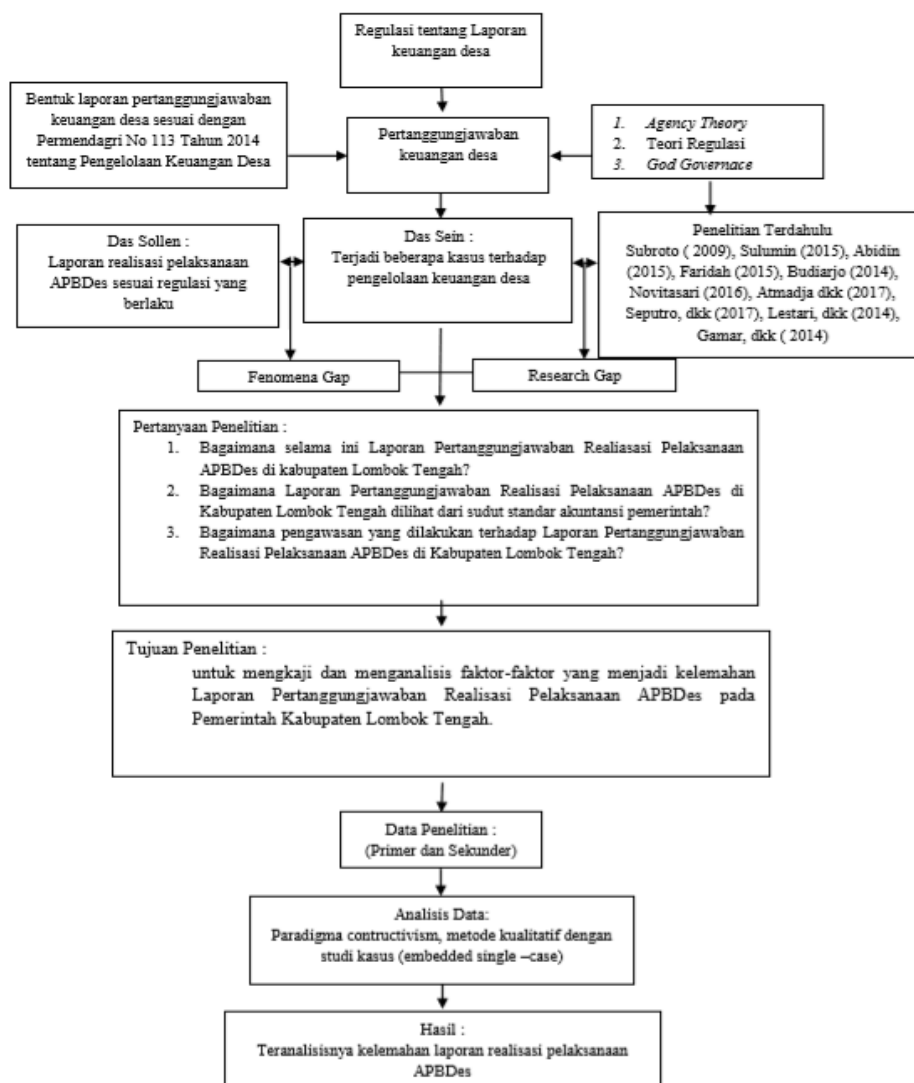 Regulasi tentang Laporan
keuangan desa
Bentuk laporan pertanggungjawaban
keuangan desa sesuai dengan
Permendagri No 113 Tahun 2014
tentang Pengelolaan Keuangan Desa
Pertanggungjawaban
keuangan desa
1. Agency Theory
2. Teori Regulasi
3. God Governace
Das Sollen :
Laporan realisasi pelaksanaan
APBDes sesuai regulasi yang
berlaku
Das Sein :
Terjadi beberapa kasus terhadap
pengelolaan keuangan desa
Penelitian Terdahulu
Subroto ( 2009), Sulumin (2015), Abidin
(2015), Faridah (2015), Budiarjo (2014),
Novitasari (2016), Atmadja dkk (2017),
Seputro, dkk (2017), Lestari, dkk (2014),
Gamar, dkk ( 2014)
Fenomena Gap
Research Gap
Pertanyaan Penelitian :
1. Bagaimana selama ini Laporan Pertanggungjawaban Realiasasi Pelaksanaan
APBDes di kabupaten Lombok Tengah?
2. Bagaimana Laporan Pertanggungjawaban Realisasi Pelaksanaan APBDes di
Kabupaten Lombok Tengah dilihat dari sudut standar akuntansi pemerintah?
3. Bagaimana pengawasan yang dilakukan terhadap Laporan Pertanggungjawaban
Realisasi Pelaksanaan APBDes di Kabupaten Lombok Tengah?
Tujuan Penelitian :
untuk mengkaji dan menganalisis faktor-faktor yang menjadi kelemahan
Laporan Pertanggungjawaban Realisasi Pelaksanaan APBDes pada
Pemerintah Kabupaten Lombok Tengah.
Data Penelitian :
(Primer dan Sekunder)
Analisis Data:
Paradigma contructivism, metode kualitatif dengan
studi kasus (embedded single –case)
Hasil :
Teranalisisnya kelemahan laporan realisasi pelaksanaan
APBDes